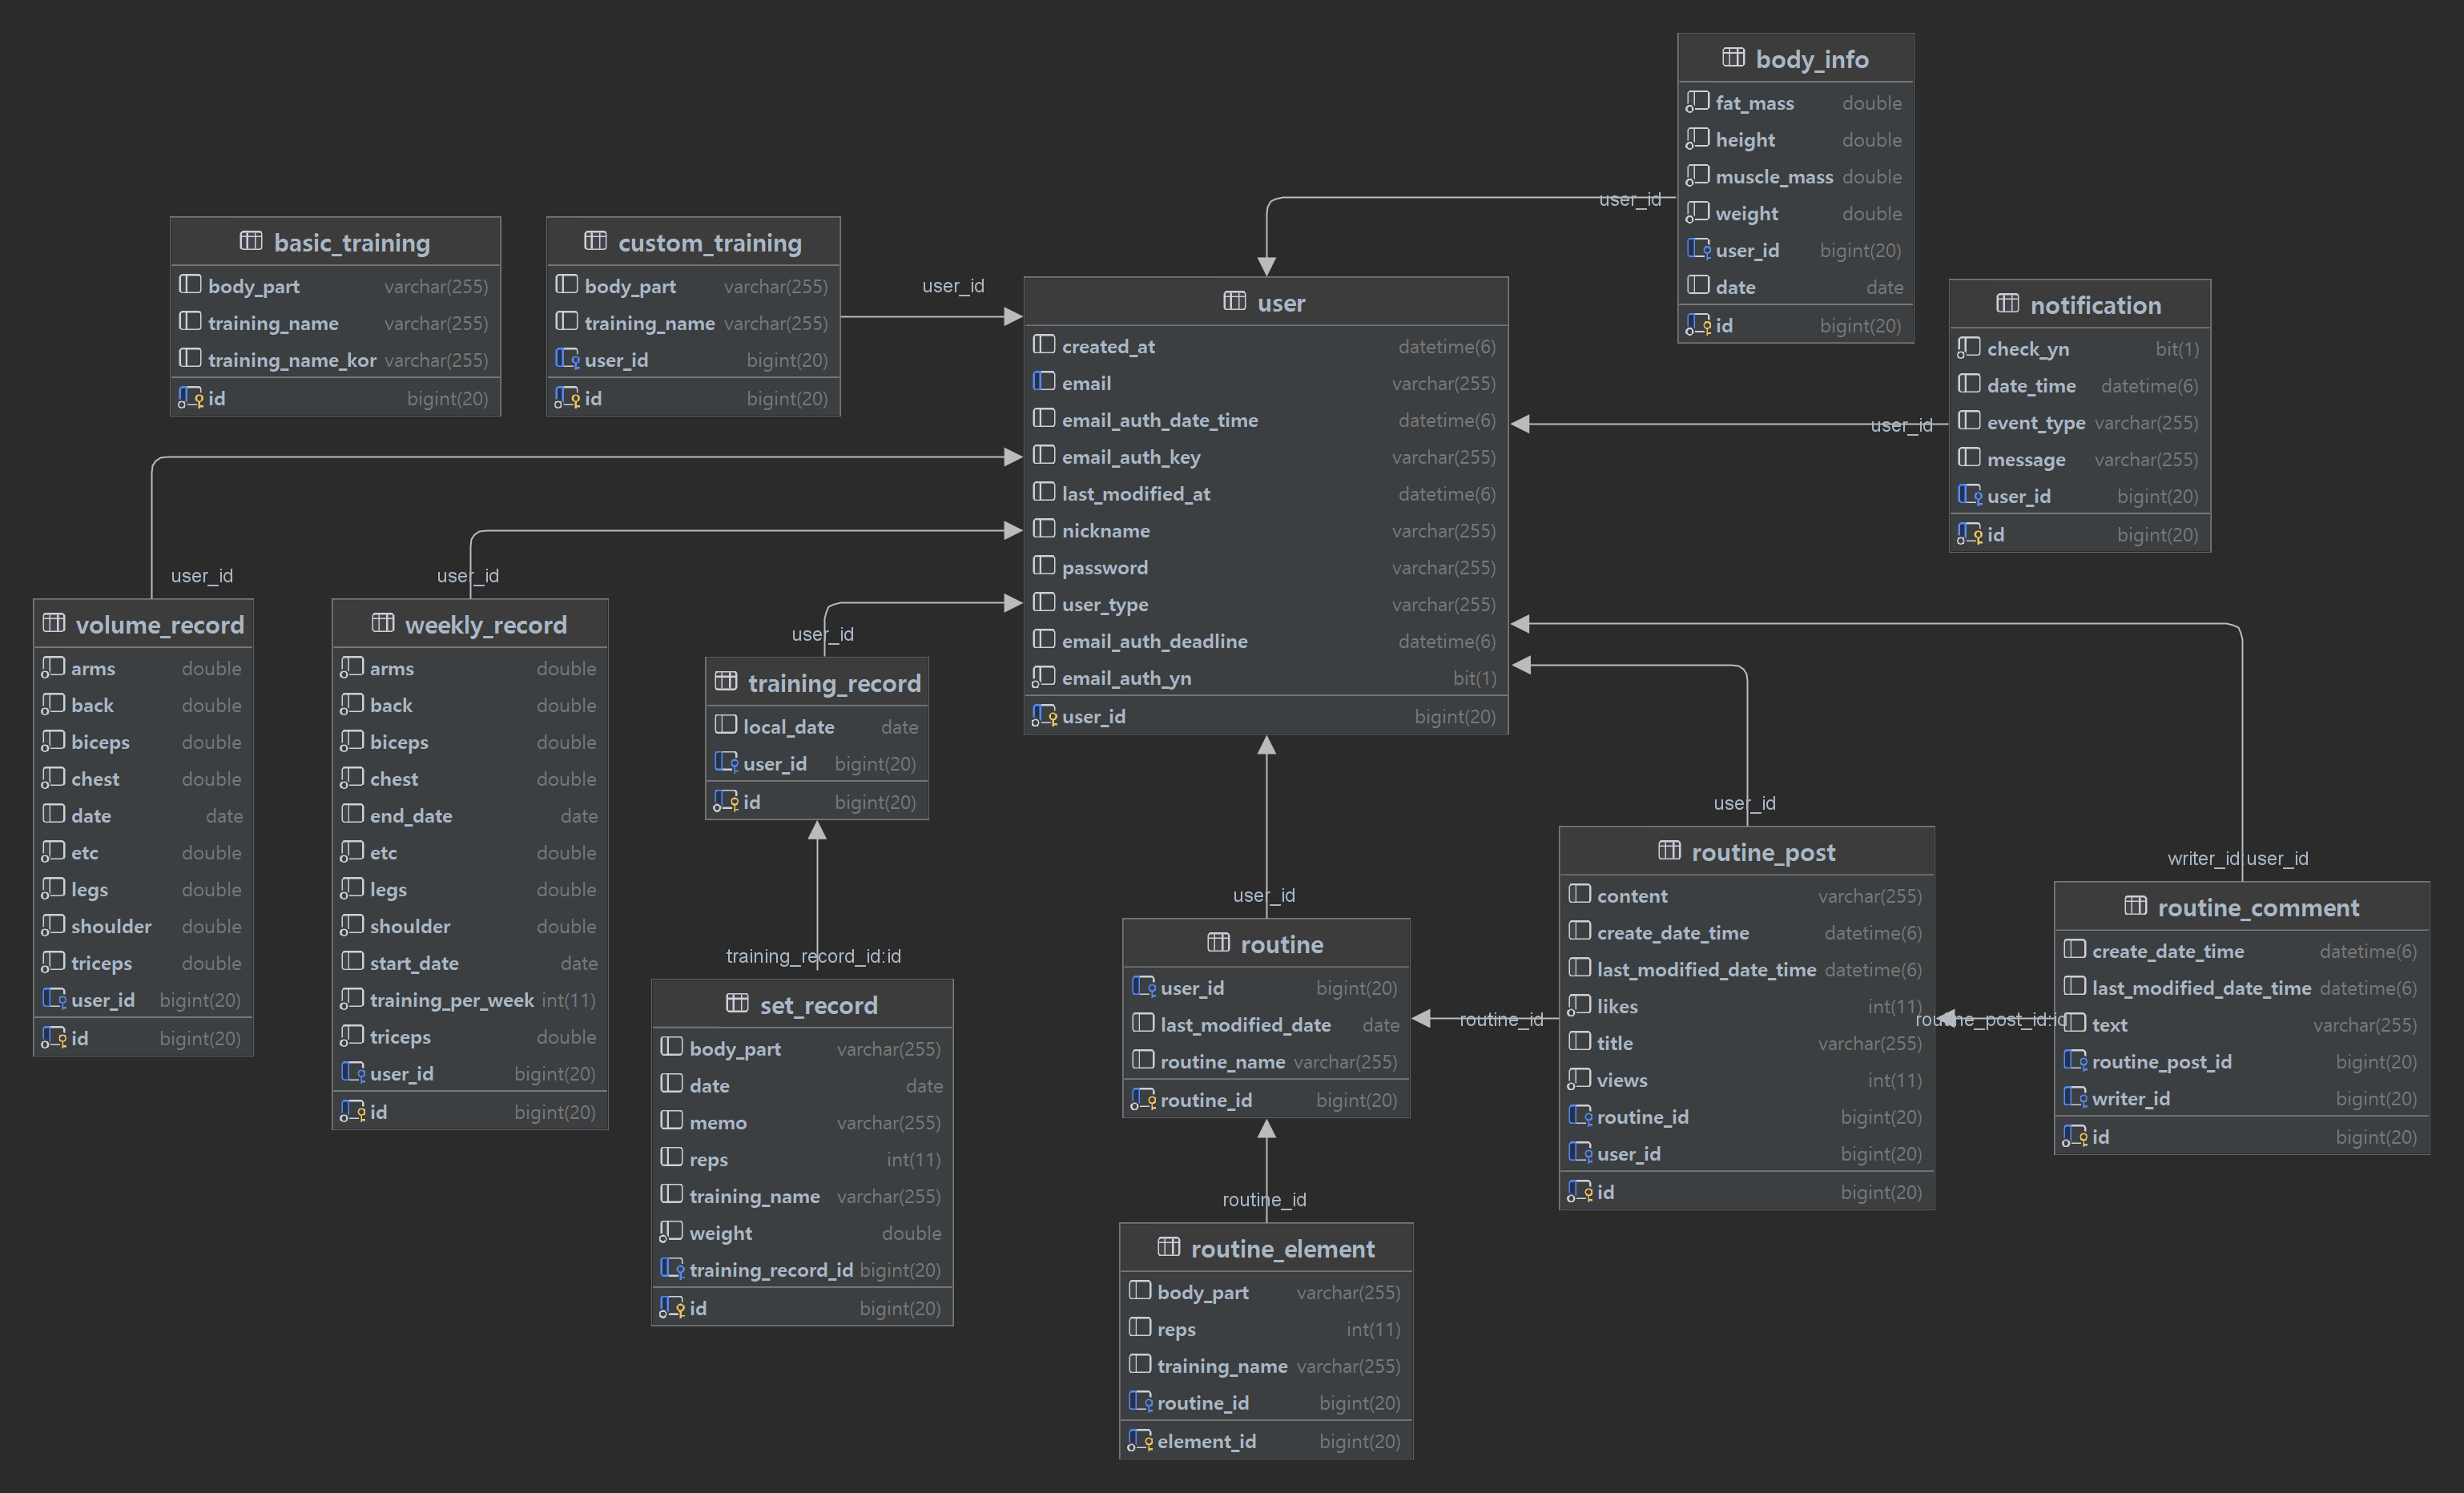 body_info
fat_mass double
height double
muscle_mass double
weight double
user_id bigint(20)
date date
id bigint(20)
user_id
basic_training
body_part varchar(255)
training_name varchar(255)
training_name_kor varchar(255)
id bigint(20)
custom_training
body_part varchar(255)
training_name varchar(255)
user_id bigint(20)
id bigint(20)
user_id
user
created_at datetime(6)
email varchar(255)
email_auth_date_time datetime(6)
email_auth_key varchar(255)
last_modified_at datetime(6)
nickname varchar(255)
password varchar(255)
user_type varchar(255)
email_auth_deadline datetime(6)
email_auth_yn bit(1)
user_id bigint(20)
notification
check_yn bit(1)
date_time datetime(6)
event_type varchar(255)
message varchar(255)
user_id bigint(20)
id bigint(20)
user_id
user_id
volume_record
arms double
back double
biceps double
chest double
date date
etc double
legs double
shoulder double
triceps double
user_id bigint(20)
id bigint(20)
user_id
weekly_record
arms double
back double
biceps double
chest double
end_date date
etc double
legs double
shoulder double
start_date date
training_per_week int(11)
triceps double
user_id bigint(20)
id bigint(20)
user_id
training_record
local_date date
user_id bigint(20)
id bigint(20)
training_record_id:id
set_record
body_part varchar(255)
date date
memo varchar(255)
reps int(11)
training_name varchar(255)
weight double
training_record_id bigint(20)
id bigint(20)
user_id
routine
user_id bigint(20)
last_modified_date date
routine_name varchar(255)
routine_id bigint(20)
routine_id
routine_element
body_part varchar(255)
reps int(11)
training_name varchar(255)
routine_id bigint(20)
element_id bigint(20)
user_id
routine_id
routine_post
content varchar(255)
create_date_time datetime(6)
last_modified_date_time datetime(6)
likes int(11)
title varchar(255)
views int(11)
routine_id bigint(20)
user_id bigint(20)
id bigint(20)
writer_id:user_id
routine_post_id:id
routine_comment
create_date_time datetime(6)
last_modified_date_time datetime(6)
text varchar(255)
routine_post_id bigint(20)
writer_id bigint(20)
id bigint(20)